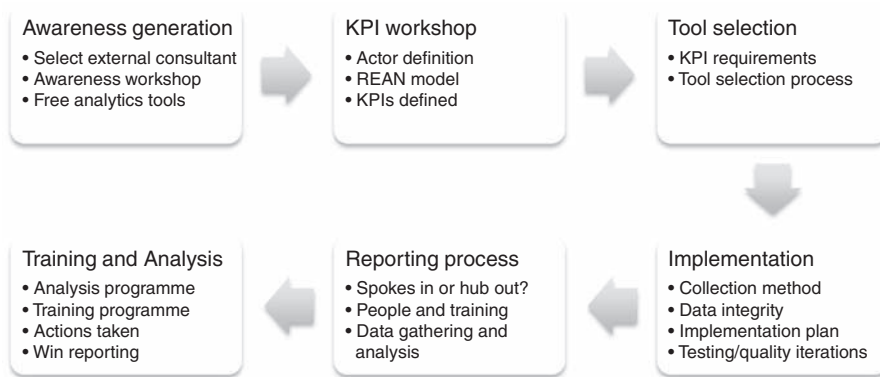 Awareness generation
• Select external consultant
• Awareness workshop
• Free analytics tools
KPI workshop
• Actor definition
• REAN model
• KPIs defined
Tool selection
• KPI requirements
• Tool selection process
Implementation
• Collection method
• Data integrity
• Implementation plan
• Testing/quality iterations
Reporting process
• Spokes in or hub out?
• People and training
• Data gathering and
analysis
Training and Analysis
• Analysis programme
• Training programme
• Actions taken
• Win reporting